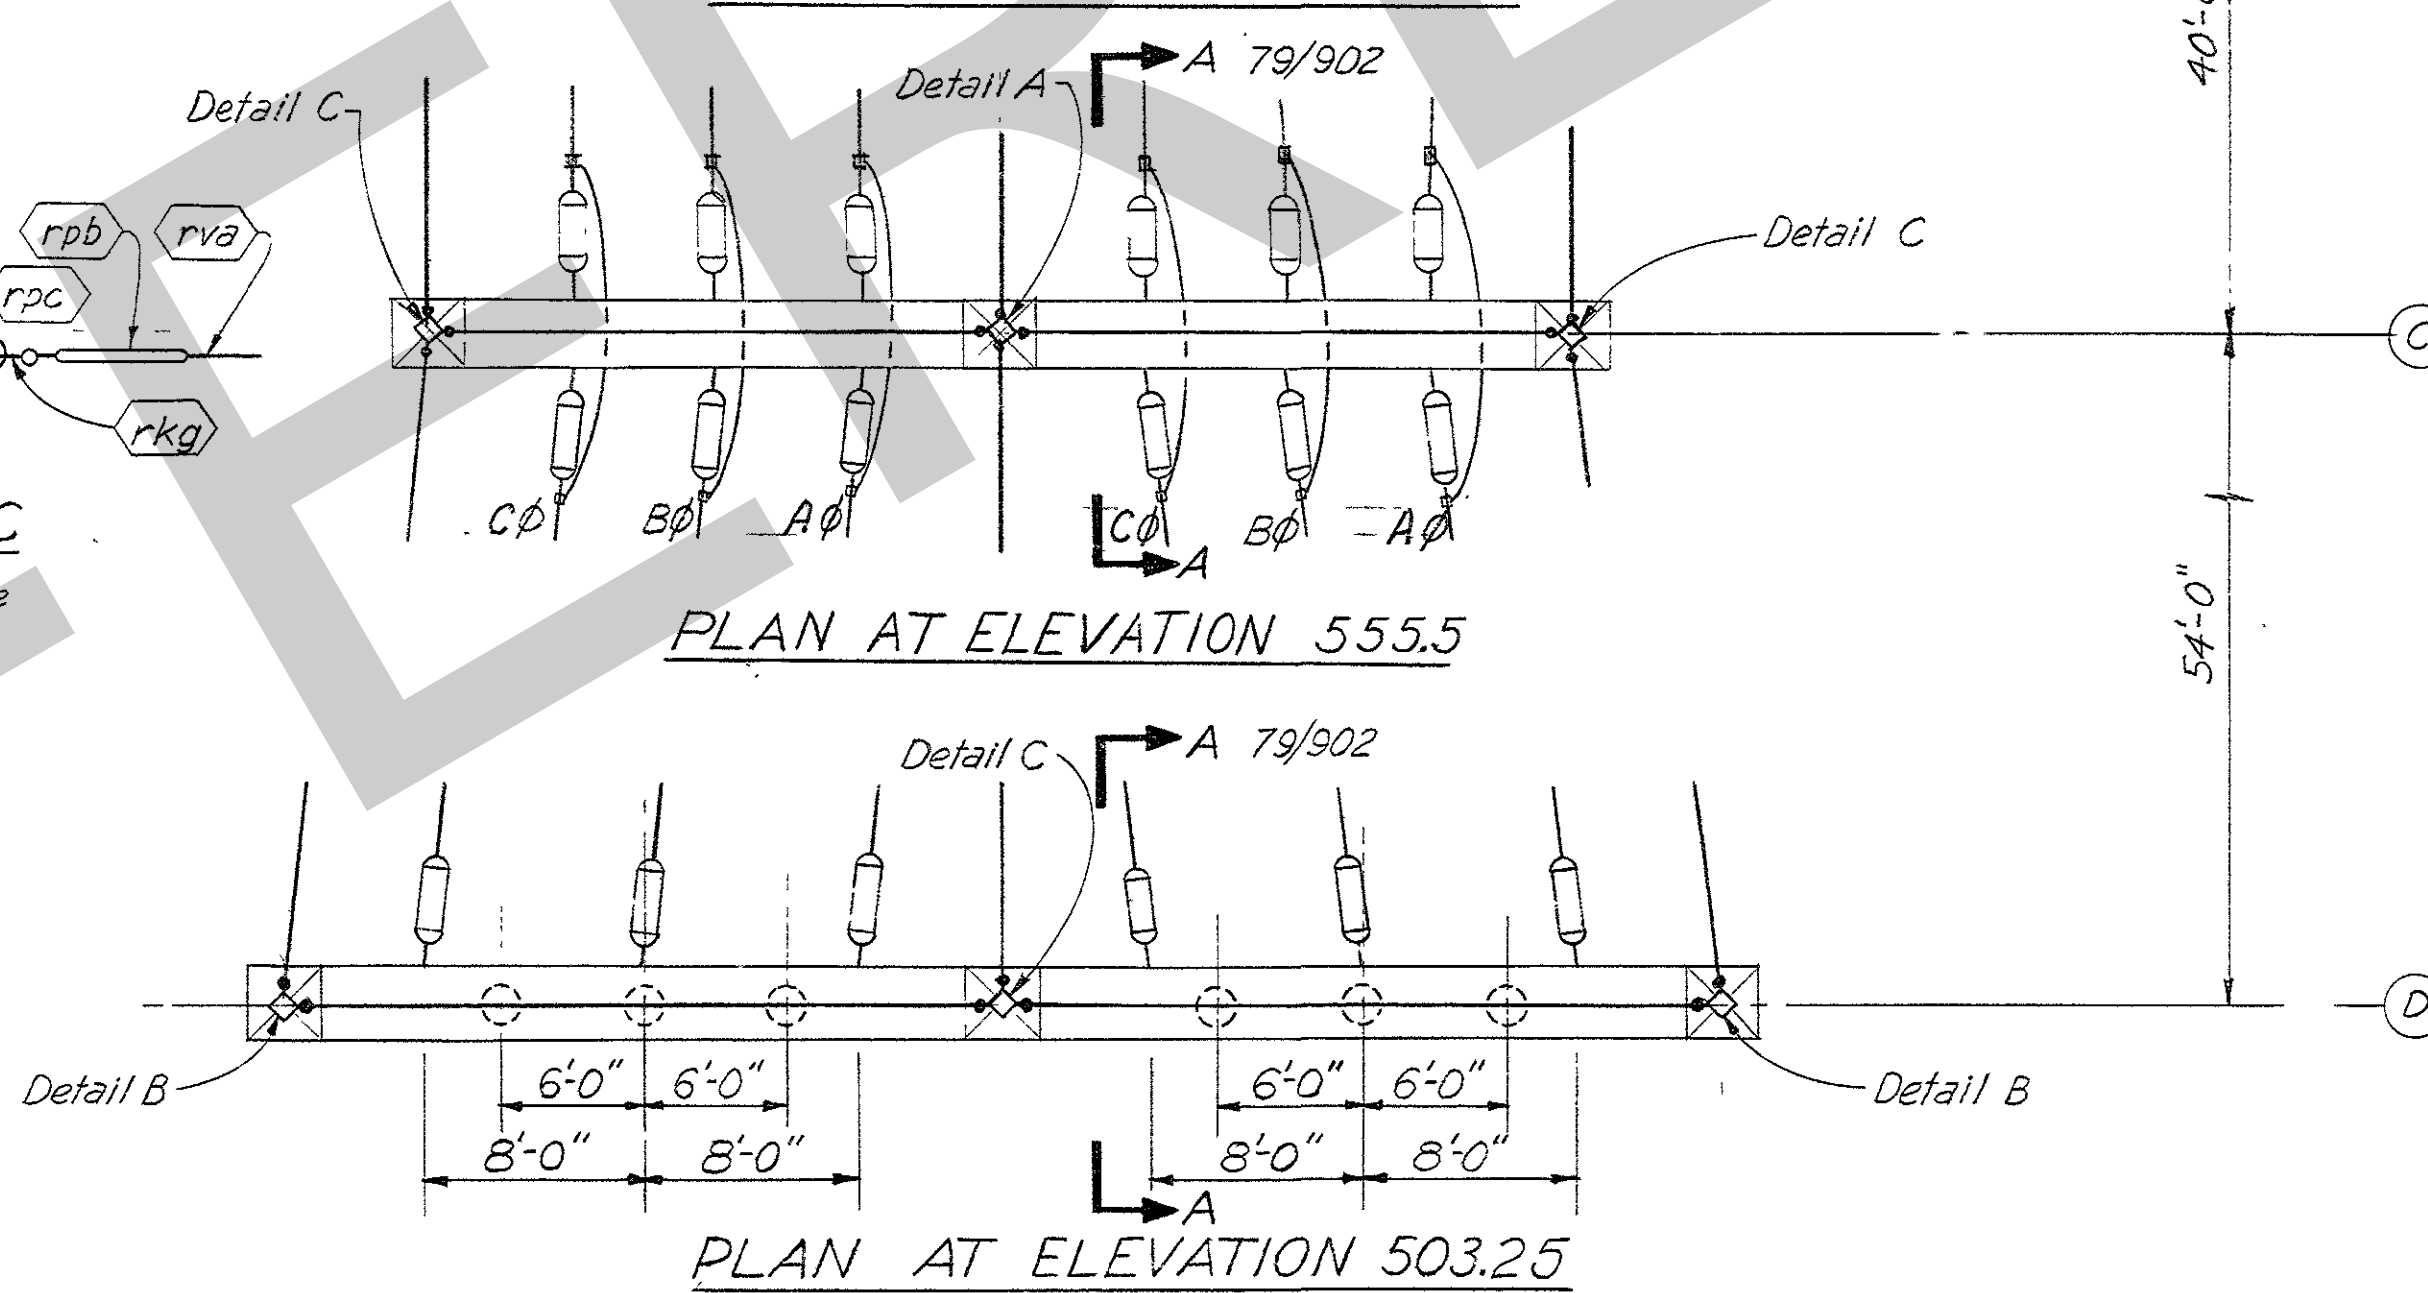 40'-0
A 79/902
Detail C
Detail A
rpb
rva
Detail C
rpc
C
rkg
C
CØ
BØ
AØ
CØ
BØ
AØ
A
e
54'-0"
PLAN AT ELEVATION 555.5
A 79/902
Detail C
D
Detail B
6'-0"
6'-0"
6'-0"
6'-0"
Detail B
8'-0"
8'-0"
8'-0"
8'-0"
A
PLAN AT ELEVATION 503.25